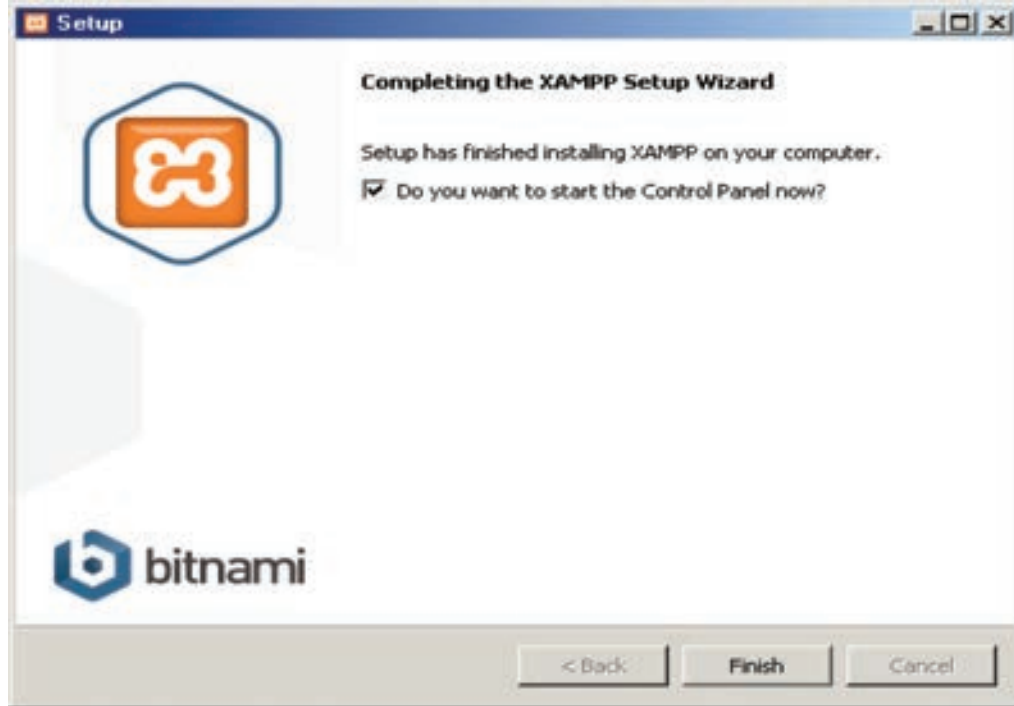 Setup
Completing the XAMPP Setup Wizard
Setup has finished installing XAMPP on your computer.
Do you want to start the Control Panel now?
bitnami
< Back
Finish
Cancel